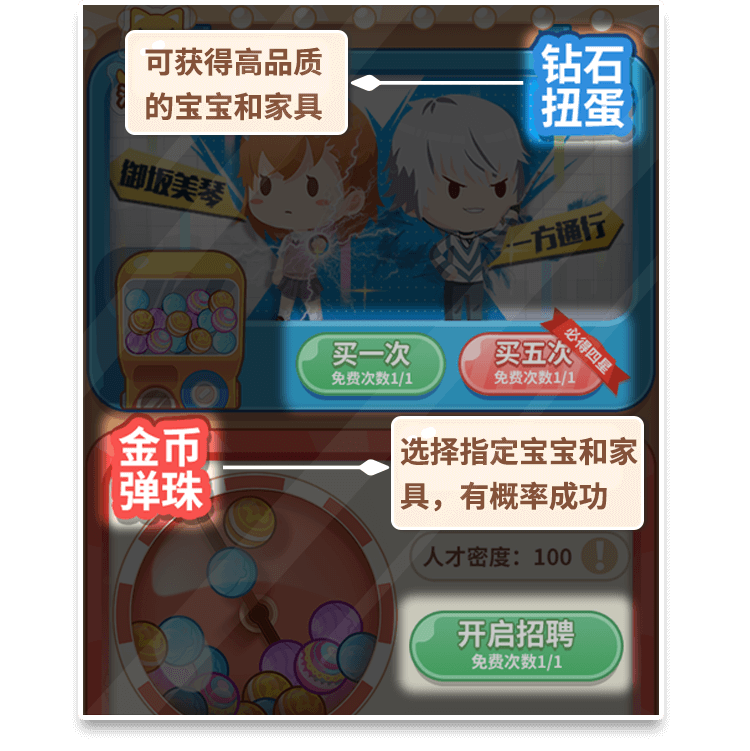 可获得高品质
的宝宝和家具
钻石
扭蛋
御坂美琴
一方通行
买一次
免费次数1/1
买五次
免费次数1/1
必得四星
金币
弹珠
选择指定宝宝和家
具，有概率成功
人才密度：100
开启招聘
免费次数1/1